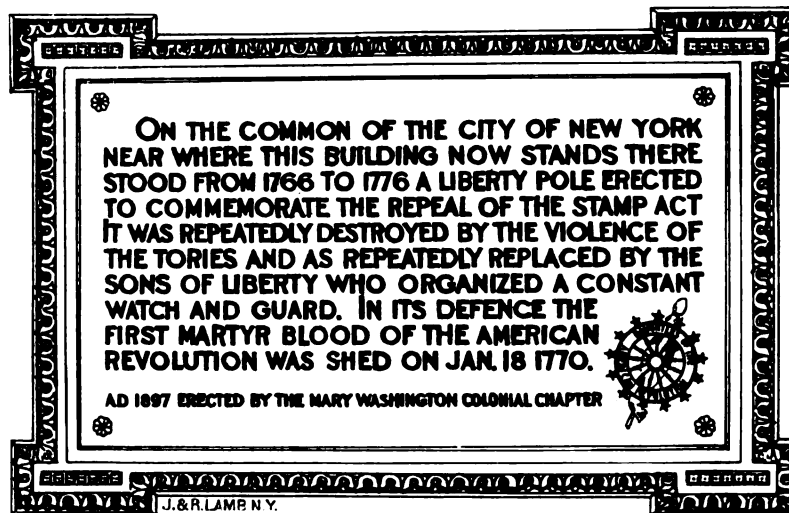 ON THE COMMON OF THE CITY OF NEW YORK
NEAR WHERE THIS BUILDING NOW STANDS THERE
STOOD FROM 1766 TO 1776 A LIBERTY POLE ERECTED
TO COMMEMORATE THE REPEAL OF THE STAMP ACT
IT WAS REPEATEDLY DESTROYED BY THE VIOLENCE OF
THE TORIES AND AS REPEATEDLY REPLACED BY THE
SONS OF LIBERTY WHO ORGANIZED A CONSTANT
WATCH AND GUARD. IN ITS DEFENCE THE
FIRST MARTYR BLOOD OF THE AMERICAN
REVOLUTION WAS SHED ON JAN. 18 1770.
AD 1897 ERECTED BY THE MARY WASHINGTON COLONIAL CHAPTER
J. & R. LAMB N.Y.